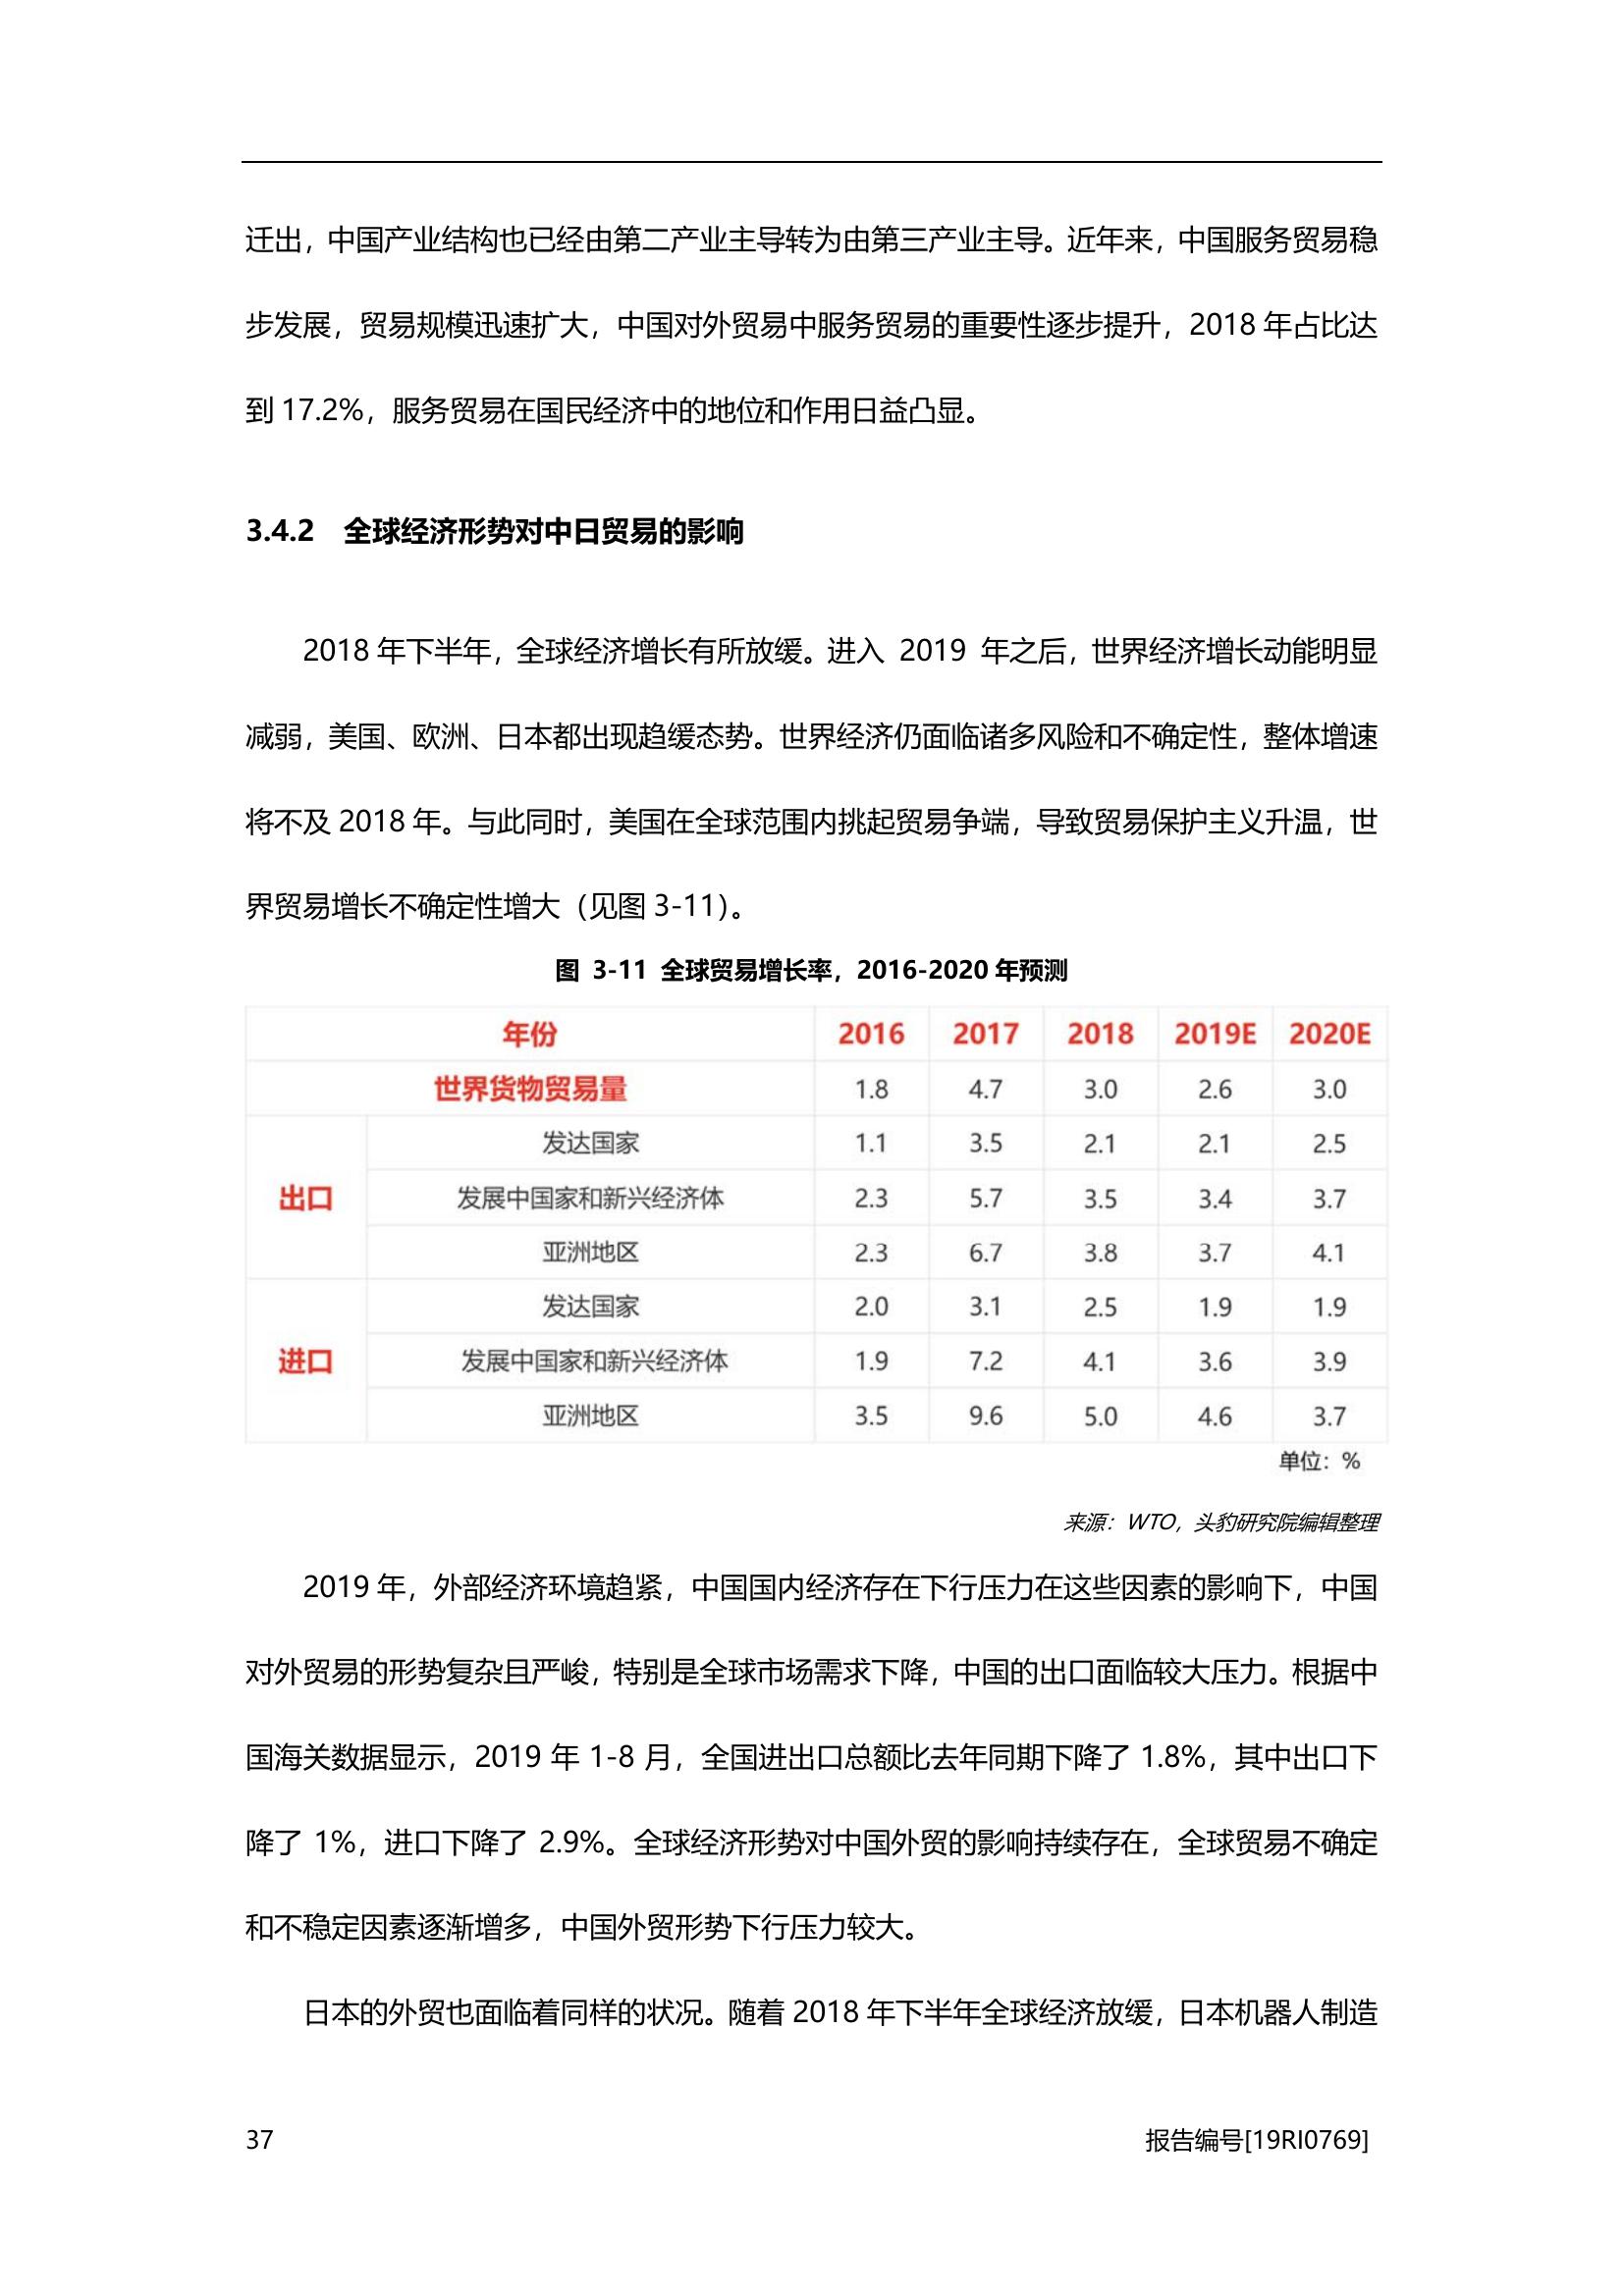 迁出，中国产业结构也已经由第二产业主导转为由第三产业主导。近年来，中国服务贸易稳
步发展，贸易规模迅速扩大，中国对外贸易中服务贸易的重要性逐步提升，2018 年占比达
到 17.2%，服务贸易在国民经济中的地位和作用日益凸显。
3.4.2 全球经济形势对中日贸易的影响
2018 年下半年，全球经济增长有所放缓。进入 2019 年之后，世界经济增长动能明显
减弱，美国、欧洲、日本都出现趋缓态势。世界经济仍面临诸多风险和不确定性，整体增速
将不及 2018 年。与此同时，美国在全球范围内挑起贸易争端，导致贸易保护主义升温，世
界贸易增长不确定性增大（见图 3-11）。
图 3-11 全球贸易增长率，2016-2020 年预测
年份 2016 2017 2018 2019E 2020E
世界货物贸易量 1.8 4.7 3.0 2.6 3.0
出口 发达国家 1.1 3.5 2.1 2.1 2.5
发展中国家和新兴经济体 2.3 5.7 3.5 3.4 3.7
亚洲地区 2.3 6.7 3.8 3.7 4.1
进口 发达国家 2.0 3.1 2.5 1.9 1.9
发展中国家和新兴经济体 1.9 7.2 4.1 3.6 3.9
亚洲地区 3.5 9.6 5.0 4.6 3.7
单位：%
来源：WTO，头豹研究院编辑整理
2019 年，外部经济环境趋紧，中国国内经济存在下行压力在这些因素的影响下，中国
对外贸易的形势复杂且严峻，特别是全球市场需求下降，中国的出口面临较大压力。根据中
国海关数据显示，2019 年 1-8 月，全国进出口总额比去年同期下降了 1.8%，其中出口下
降了 1%，进口下降了 2.9%。全球经济形势对中国外贸的影响持续存在，全球贸易不确定
和不稳定因素逐渐增多，中国外贸形势下行压力较大。
日本的外贸也面临着同样的状况。随着 2018 年下半年全球经济放缓，日本机器人制造
37 报告编号[19RI0769]